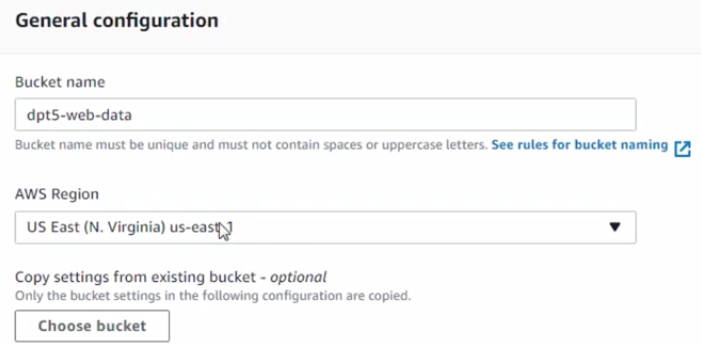 General configuration
Bucket name
dpt5-web-data
Bucket name must be unique and must not contain spaces or uppercase letters. See rules for bucket naming
AWS Region
US East (N. Virginia) us-east-1
Copy settings from existing bucket - optional
Only the bucket settings in the following configuration are copied.
Choose bucket